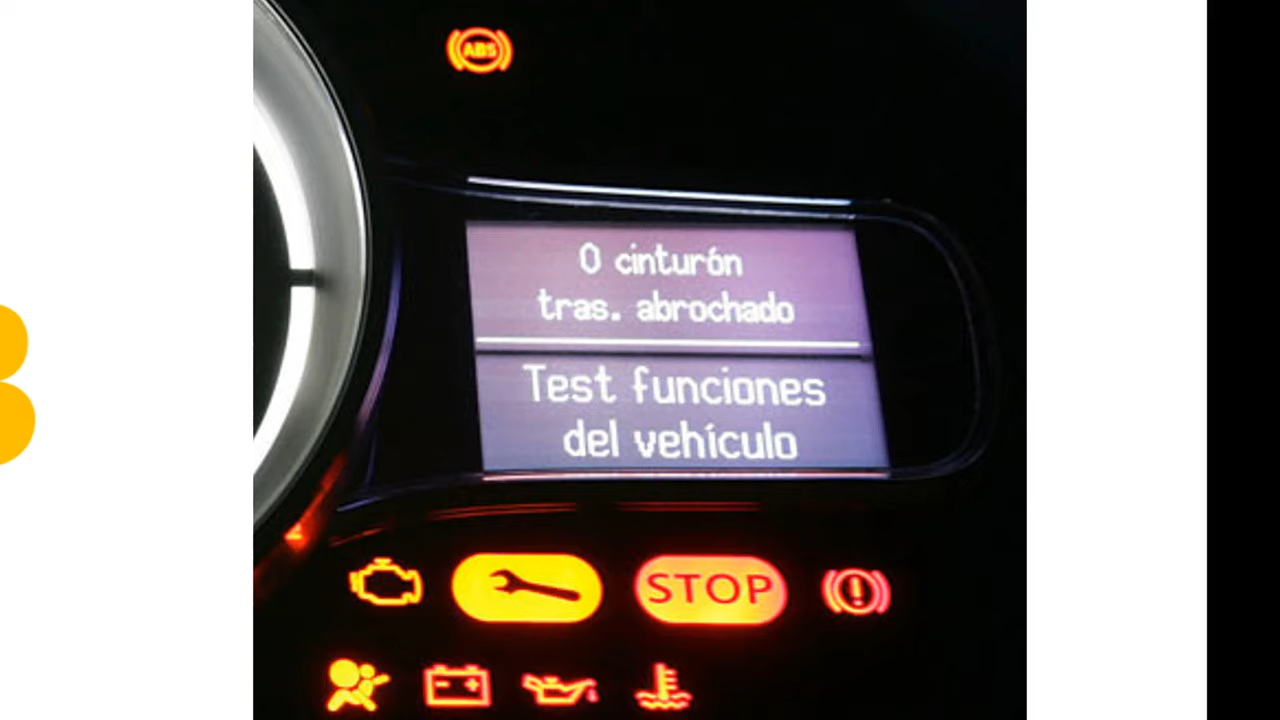 ABS
0 cinturón
tras. abrochado
Test funciones
del vehículo
STOP